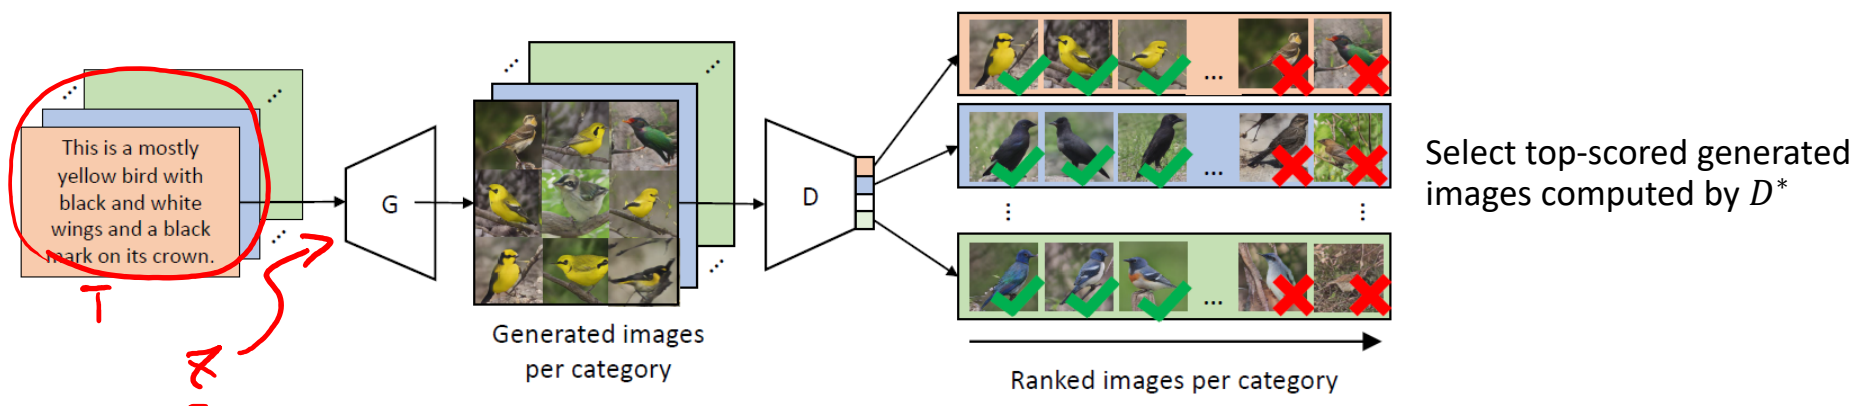 This is a mostly
yellow bird with
black and white
wings and a black
mark on its crown.
T
z
G
Generated images
per category
D
...
...
...
Ranked images per category
Select top-scored generated
images computed by D*